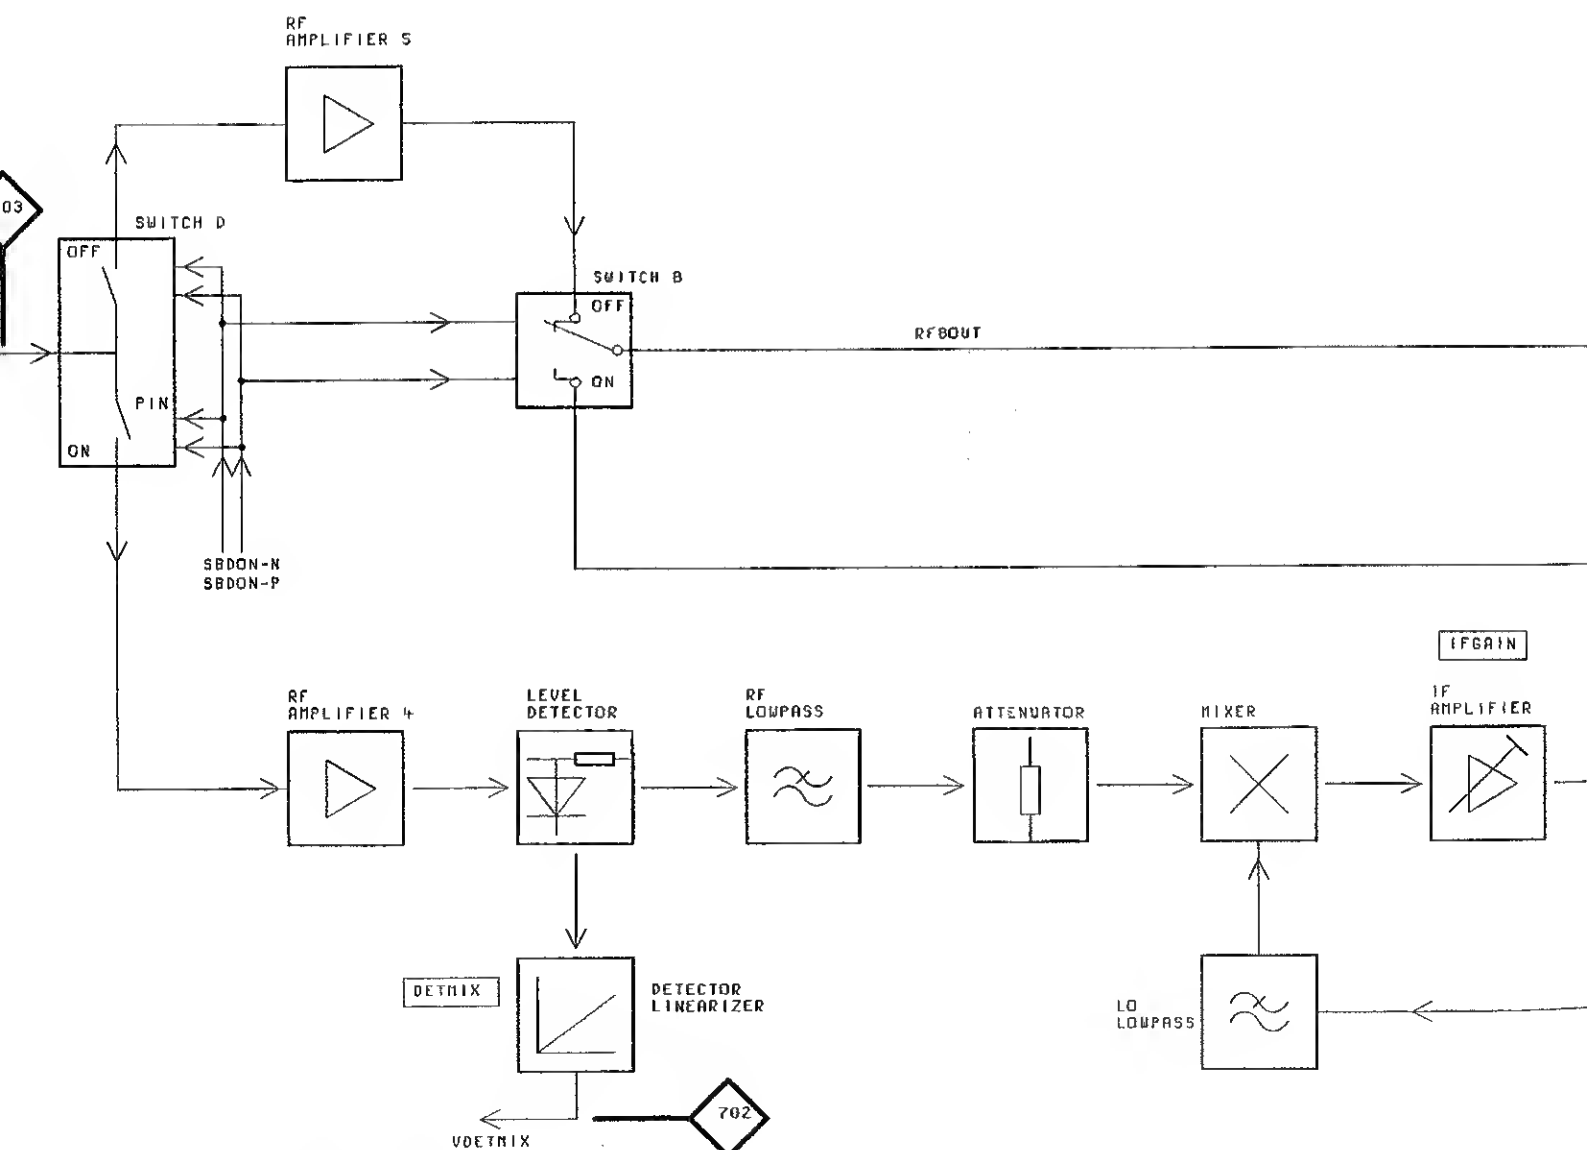 RF
AMPLIFIER 5
03
SWITCH D
OFF
PIN
ON
SWITCH B
OFF
ON
RFBOUT
SBDON-N
SBDON-P
IFGAIN
RF
AMPLIFIER 4
LEVEL
DETECTOR
RF
LOWPASS
ATTENUATOR
MIXER
IF
AMPLIFIER
DETMIX
DETECTOR
LINEARIZER
LO
LOWPASS
702
VDETMIX